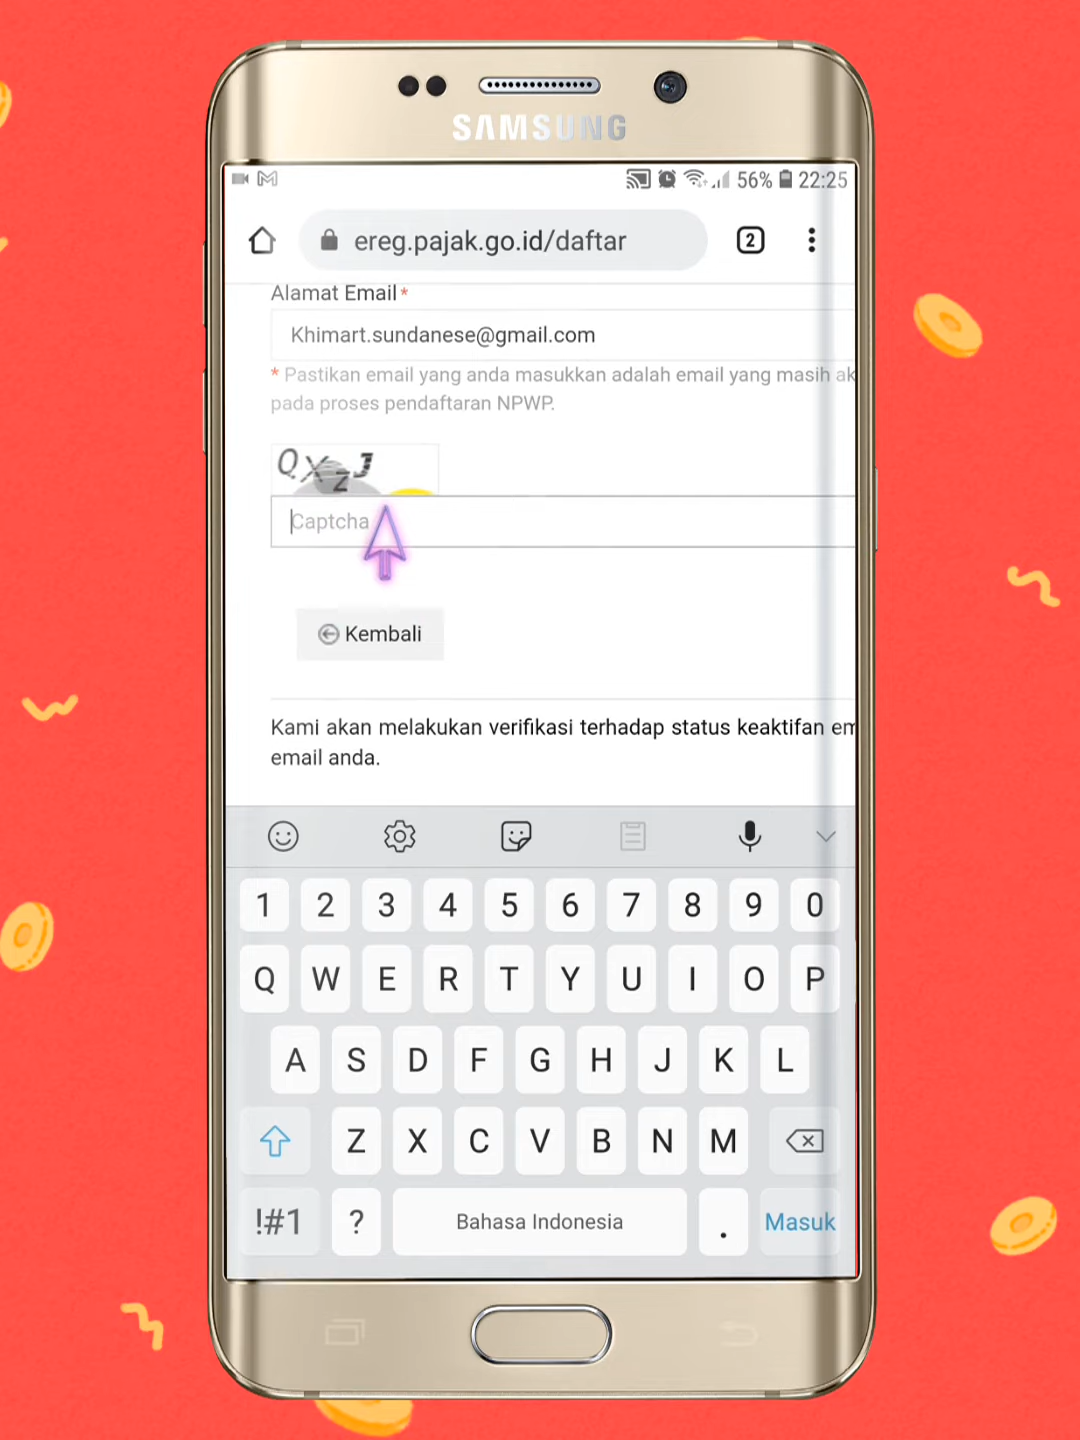 SAMSUNG
56% 22:25
ereg.pajak.go.id/daftar
2
Alamat Email*
Khimart.sundanese@gmail.com
* Pastikan email yang anda masukkan adalah email yang masih ak
pada proses pendaftaran NPWP.
QXzJ
Captcha
Kembali
Kami akan melakukan verifikasi terhadap status keaktifan em
email anda.
1 2 3 4 5 6 7 8 9 0
Q W E R T Y U I O P
A S D F G H J K L
Z X C V B N M
!#1 ? Bahasa Indonesia . Masuk